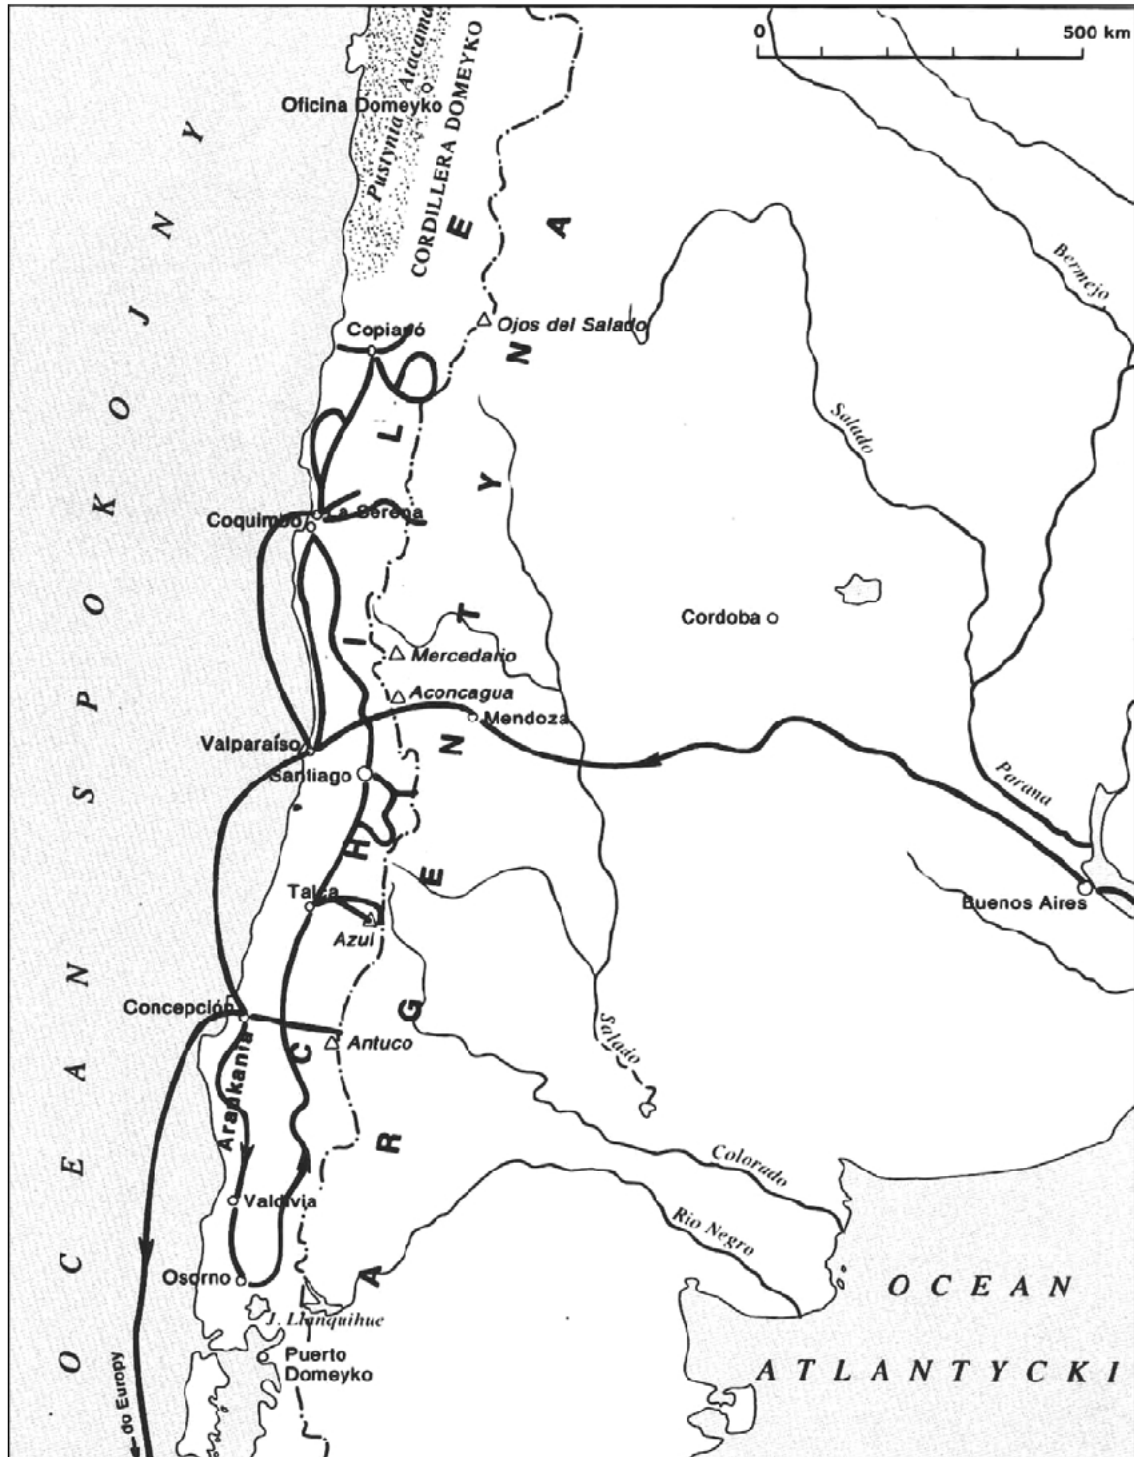 0 500 km
Pustynia Atacama
CORDILLERA DOMEYKO
Oficina Domeyko
Bermejo
Copiapó
Ojos del Salado
Salado
La Serena
Coquimbo
Cordoba
Mercedario
Aconcagua
Mendoza
Valparaíso
Santiago
Parana
Talca
Buenos Aires
Azul
Concepción
Antuco
Salado
Araukania
Colorado
Valdivia
Rio Negro
Osorno
J. Llanquihue
Puerto
Domeyko
do Europy
OCEAN SPOKOJNY
CHILE
ARGENTYNA
OCEAN
ATLANTYCKI